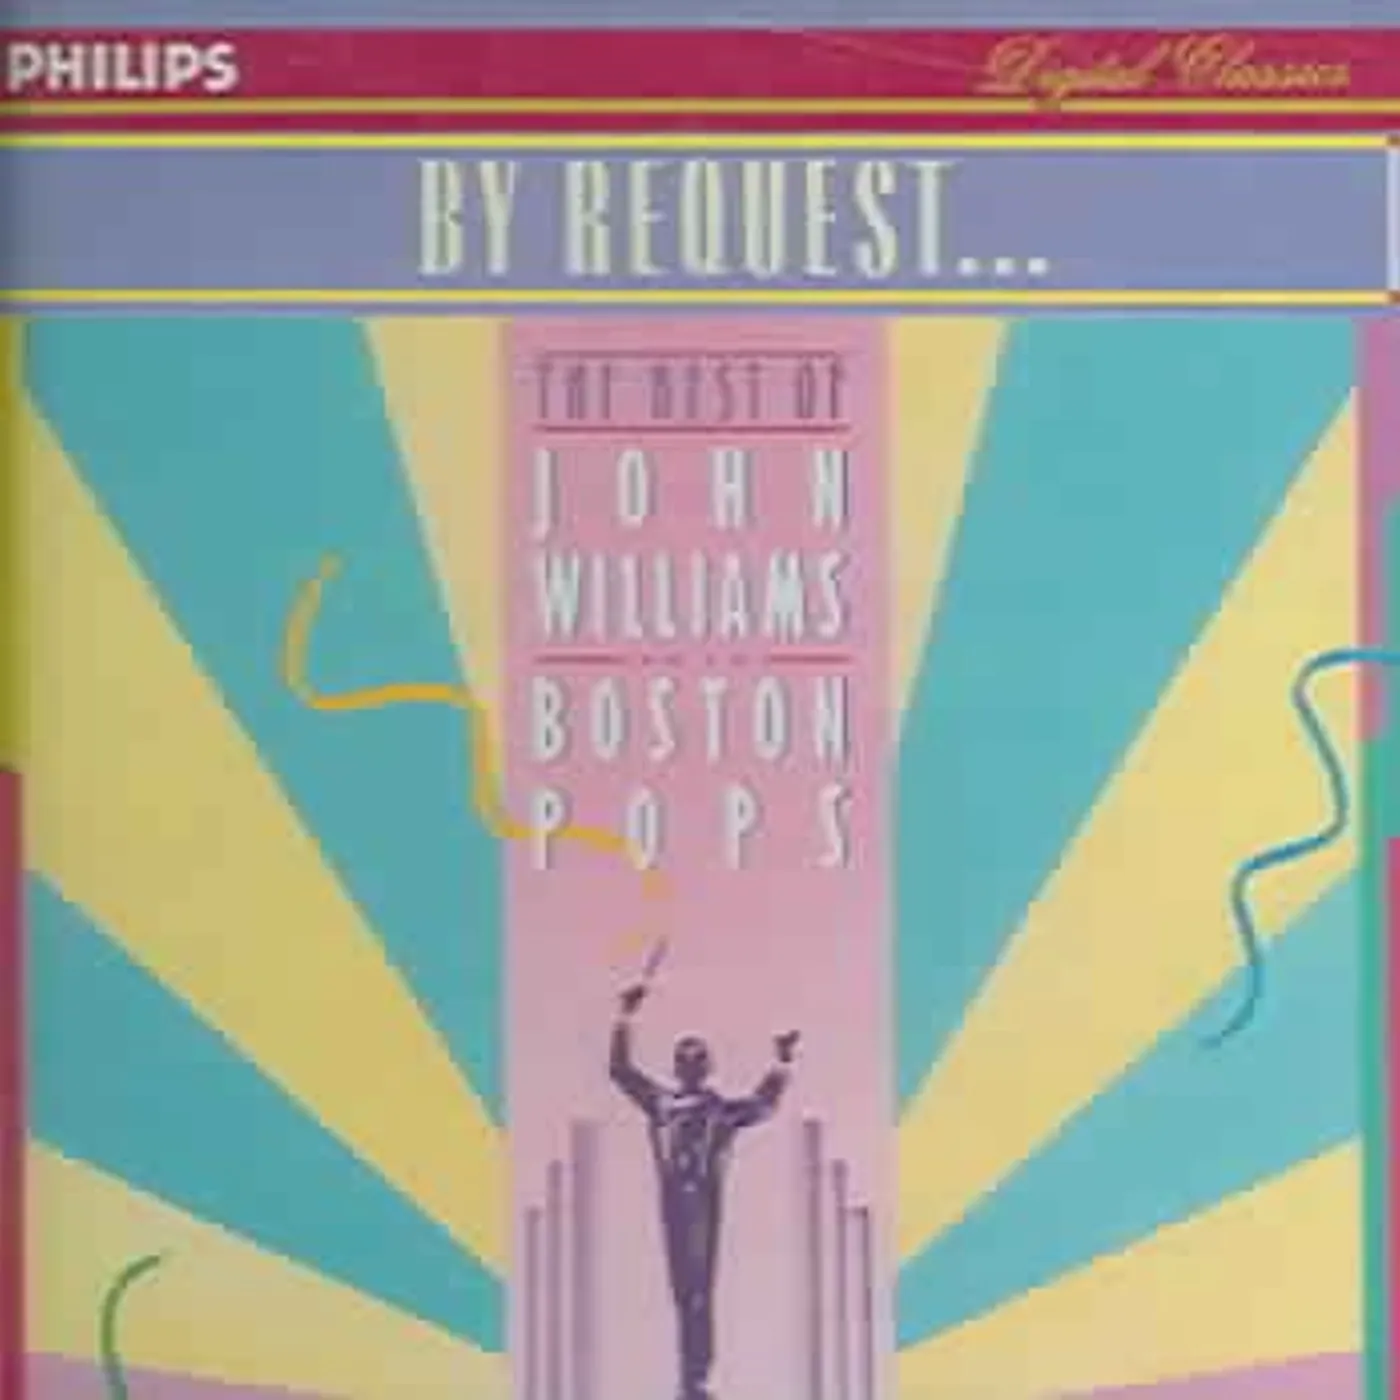 PHILIPS
Digital Classics
BY REQUEST...
THE BEST OF
JOHN
WILLIAMS
BOSTON
POPS